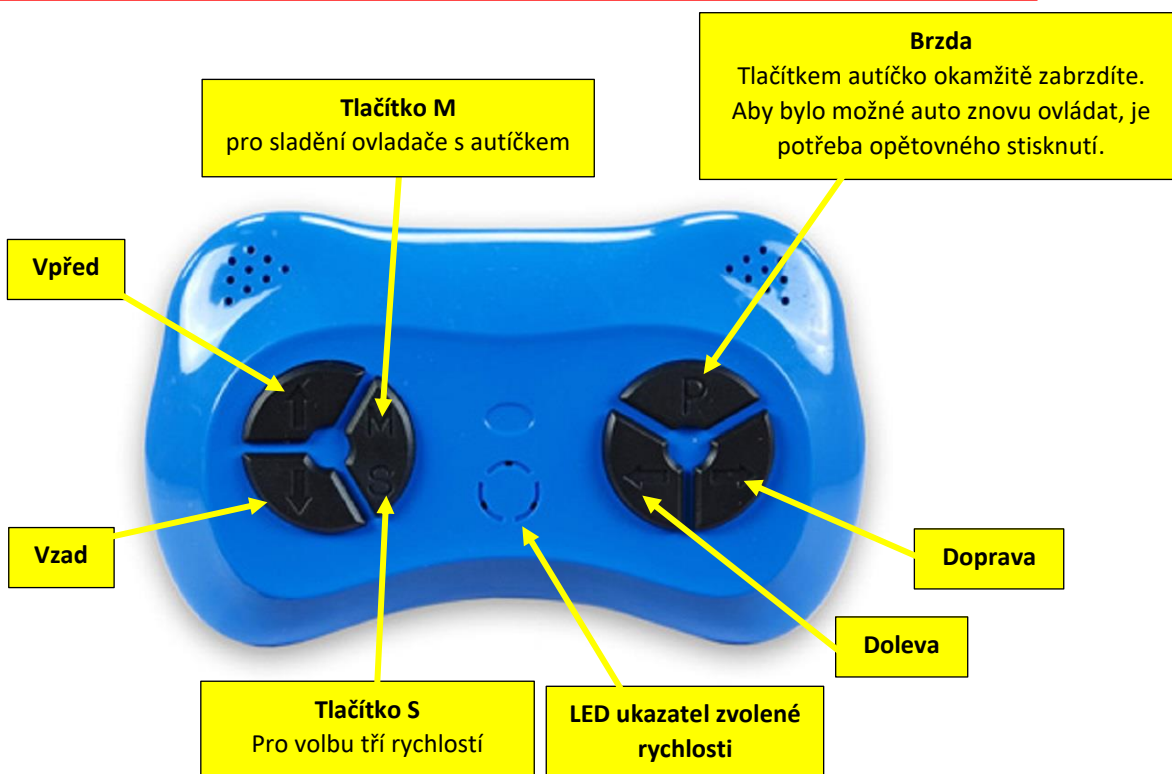 Brzda
Tlačítkem autíčko okamžitě zabrzdíte.
Aby bylo možné auto znovu ovládat, je
potřeba opětovného stisknutí.
Tlačítko M
pro sladění ovladače s autíčkem
Vpřed
M
P
S
Vzad
Doprava
Doleva
Tlačítko S
Pro volbu tří rychlostí
LED ukazatel zvolené
rychlosti